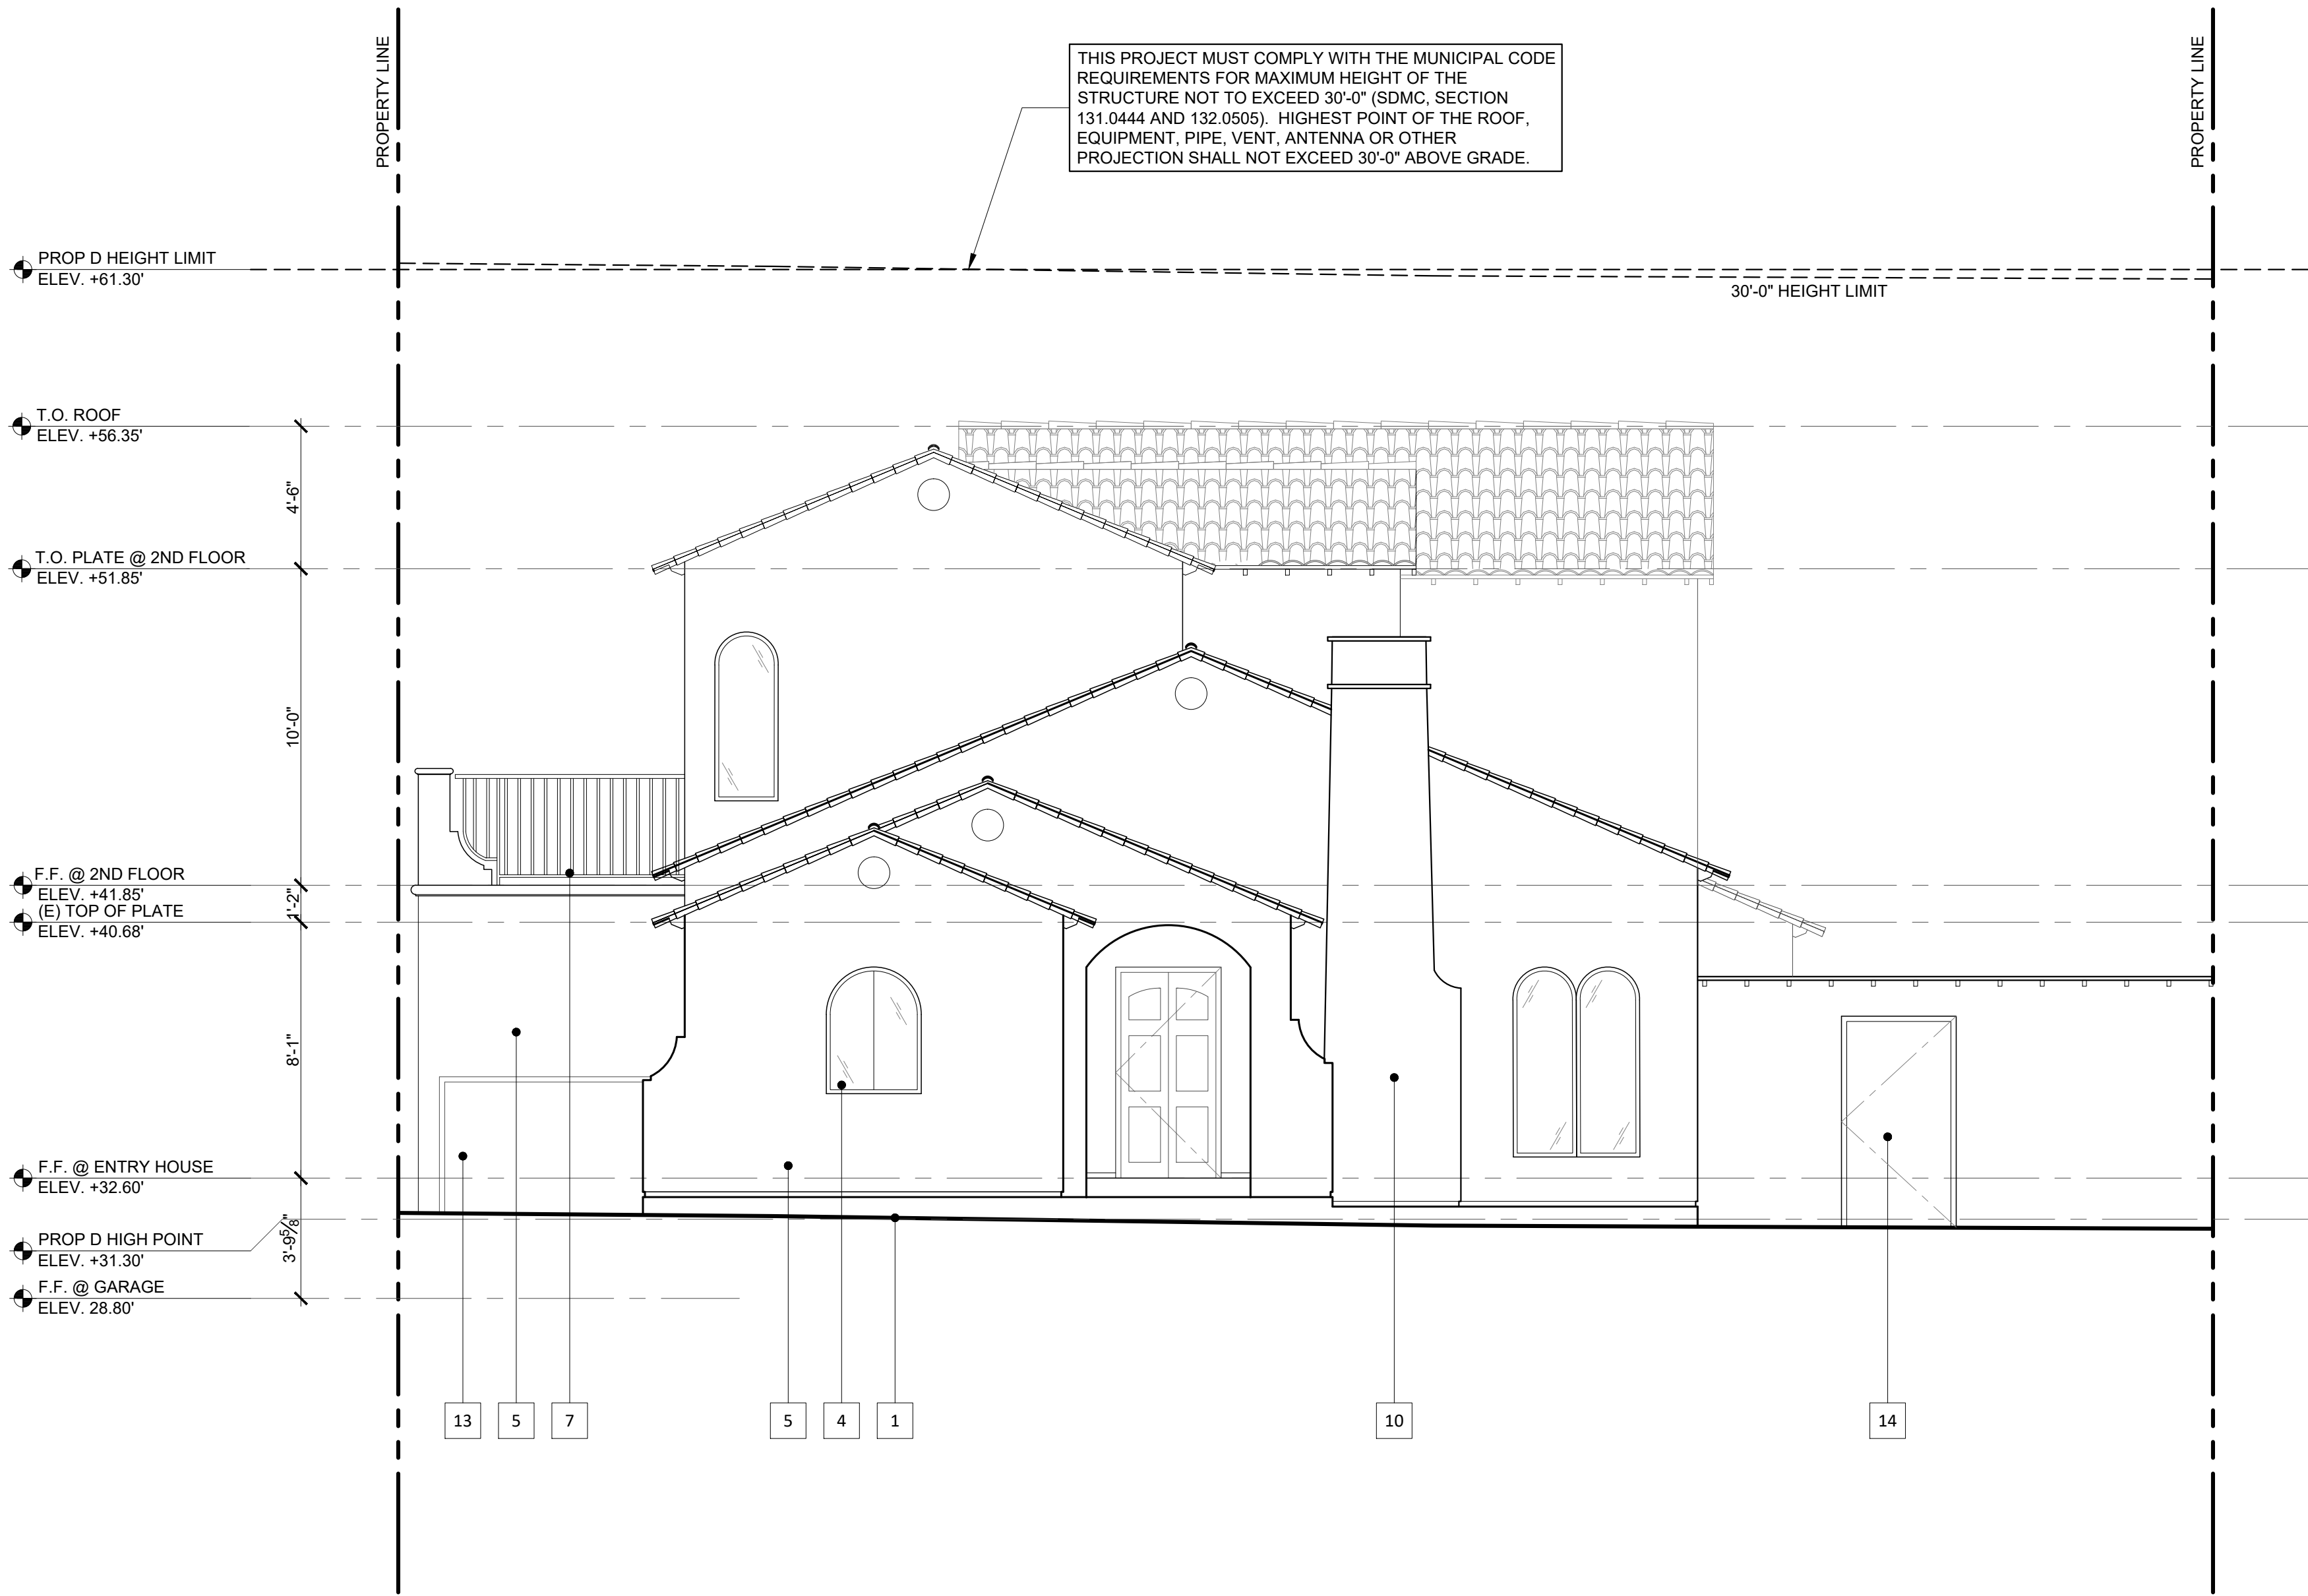 PROPERTY LINE
PROPERTY LINE
THIS PROJECT MUST COMPLY WITH THE MUNICIPAL CODE
REQUIREMENTS FOR MAXIMUM HEIGHT OF THE
STRUCTURE NOT TO EXCEED 30'-0" (SDMC, SECTION
131.0444 AND 132.0505).  HIGHEST POINT OF THE ROOF,
EQUIPMENT, PIPE, VENT, ANTENNA OR OTHER
PROJECTION SHALL NOT EXCEED 30'-0" ABOVE GRADE.
PROP D HEIGHT LIMIT
ELEV. +61.30'
30'-0" HEIGHT LIMIT
T.O. ROOF
ELEV. +56.35'
4'-6"
T.O. PLATE @ 2ND FLOOR
ELEV. +51.85'
10'-0"
F.F. @ 2ND FLOOR
ELEV. +41.85'
1'-2"
(E) TOP OF PLATE
ELEV. +40.68'
8'-1"
F.F. @ ENTRY HOUSE
ELEV. +32.60'
3'-9⅝"
PROP D HIGH POINT
ELEV. +31.30'
F.F. @ GARAGE
ELEV. 28.80'
13
5
7
5
4
1
10
14